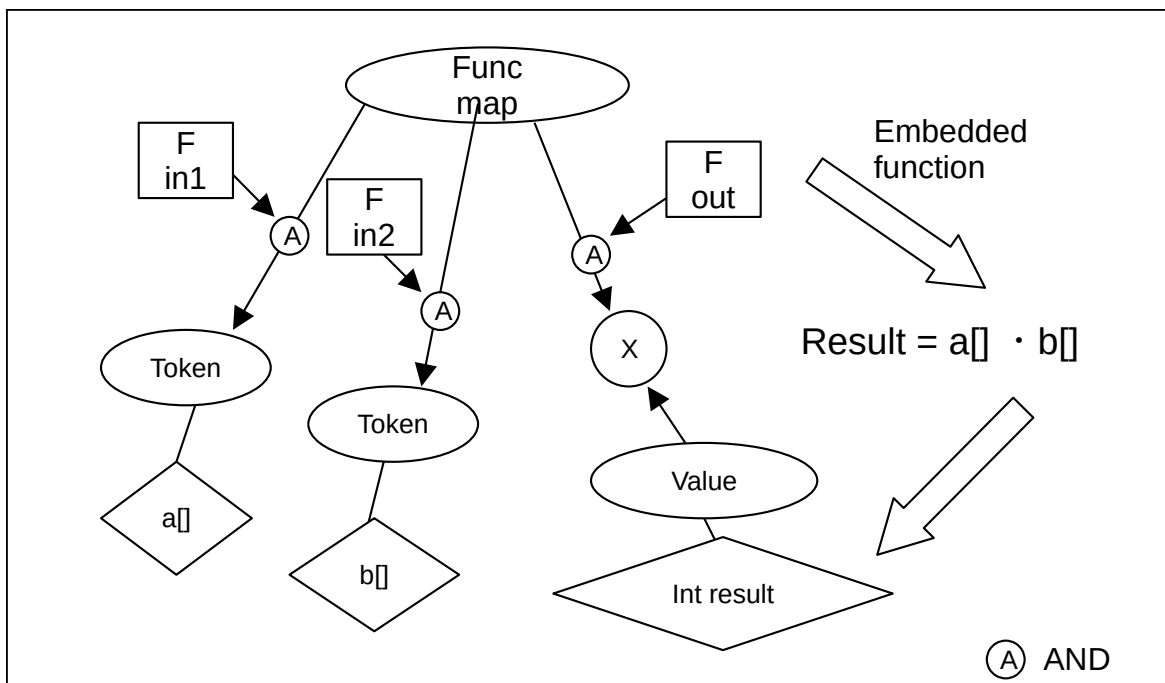 Func
map
F
in1
F
in2
F
out
Embedded
function
A
A
A
X
Result = a[] ・b[]
Token
Token
Value
a[]
b[]
Int result
A AND